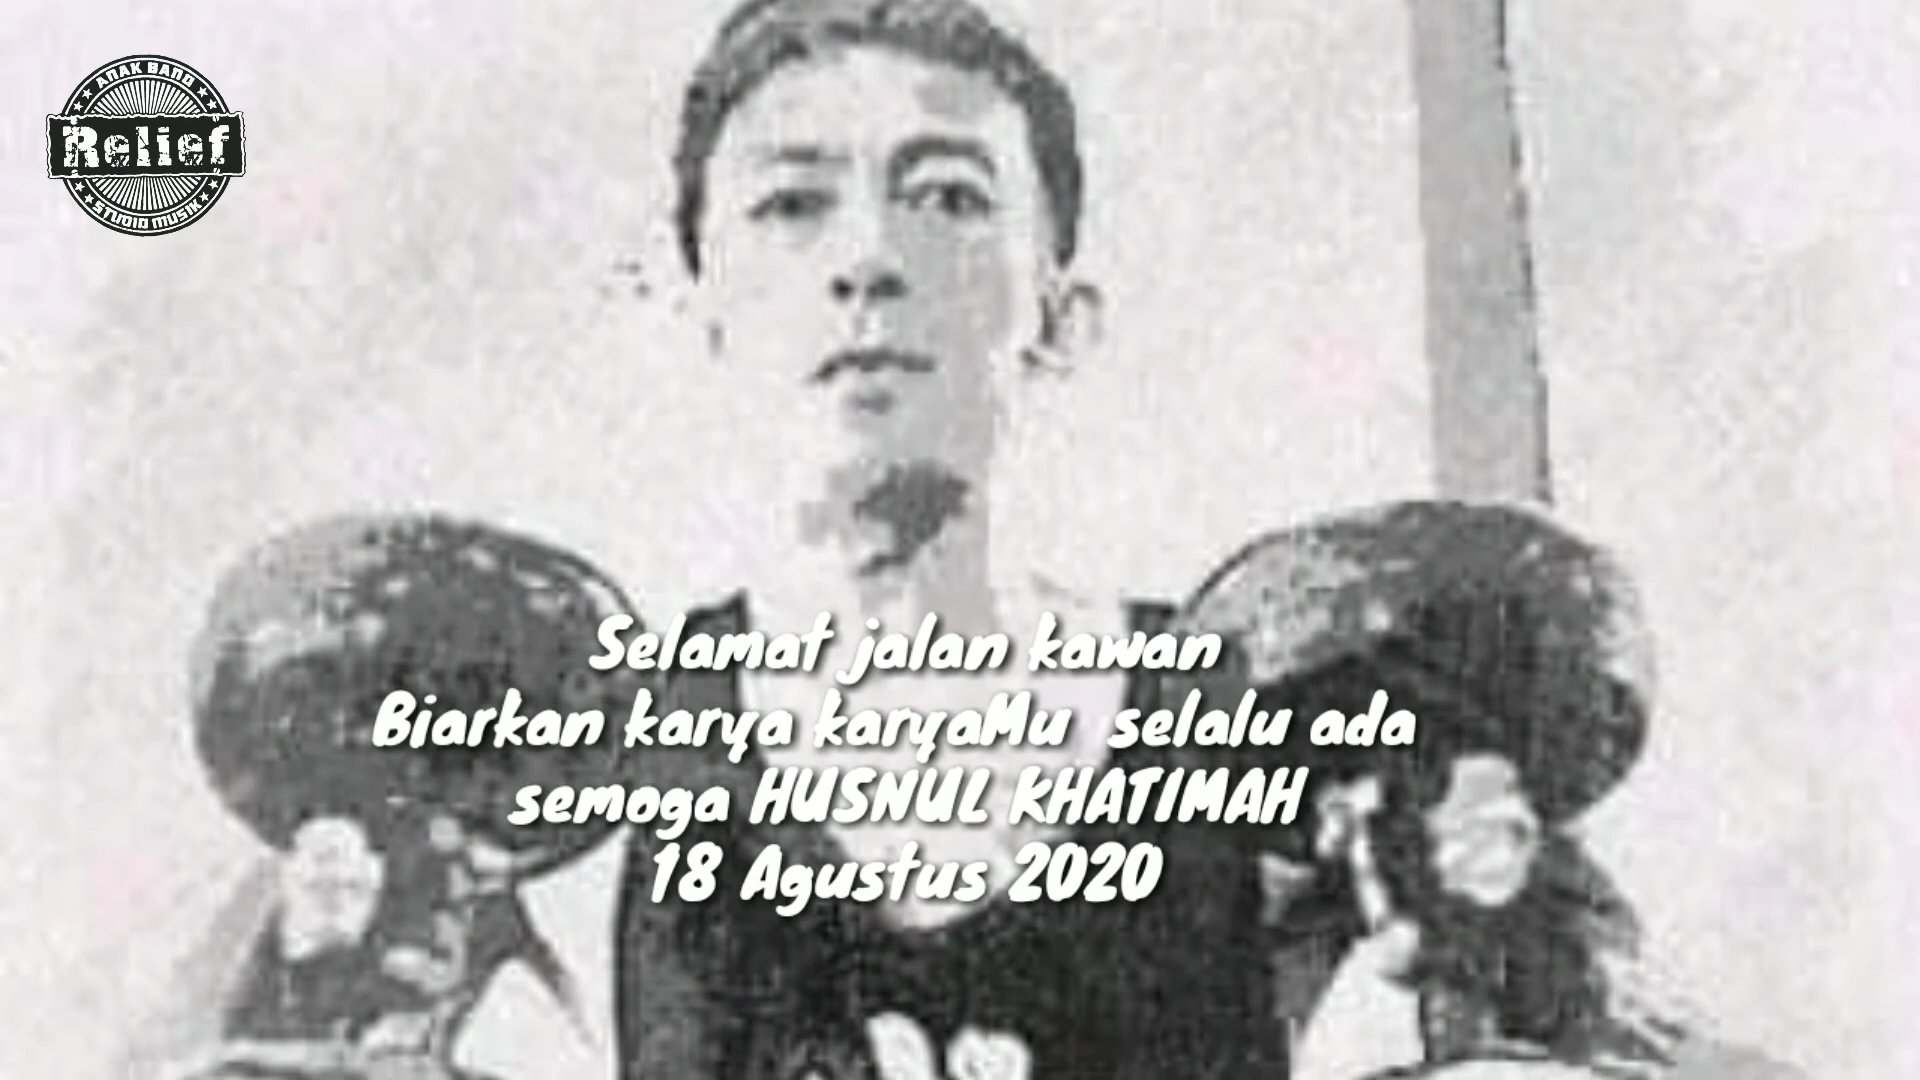 ANAK BAND
Relief
STUDIO MUSIK
Selamat jalan kawan
Biarkan karya karyaMu selalu ada
semoga HUSNUL KHATIMAH
18 Agustus 2020